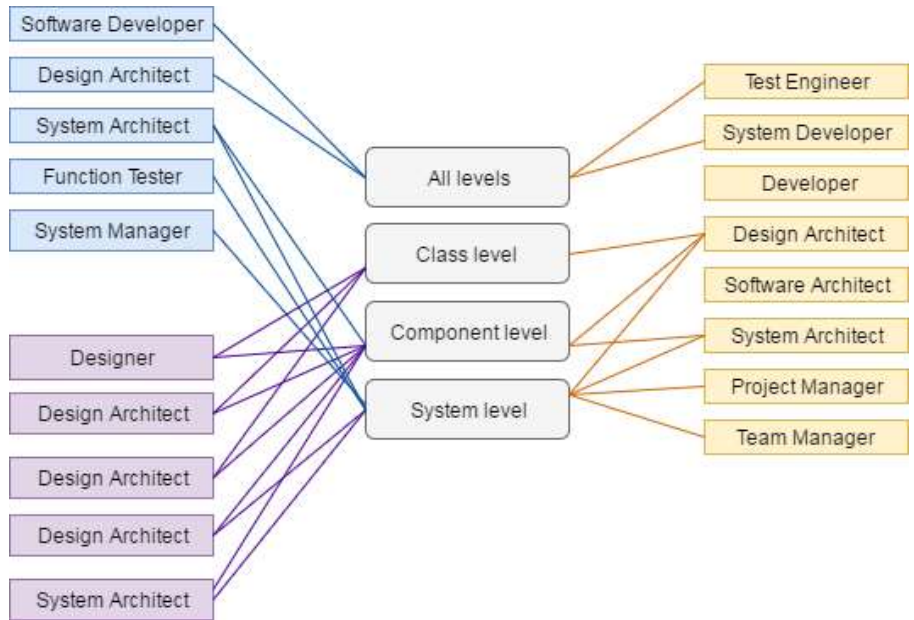 Software Developer
Design Architect
System Architect
Function Tester
System Manager
Designer
Design Architect
Design Architect
Design Architect
System Architect
All levels
Class level
Component level
System level
Test Engineer
System Developer
Developer
Design Architect
Software Architect
System Architect
Project Manager
Team Manager